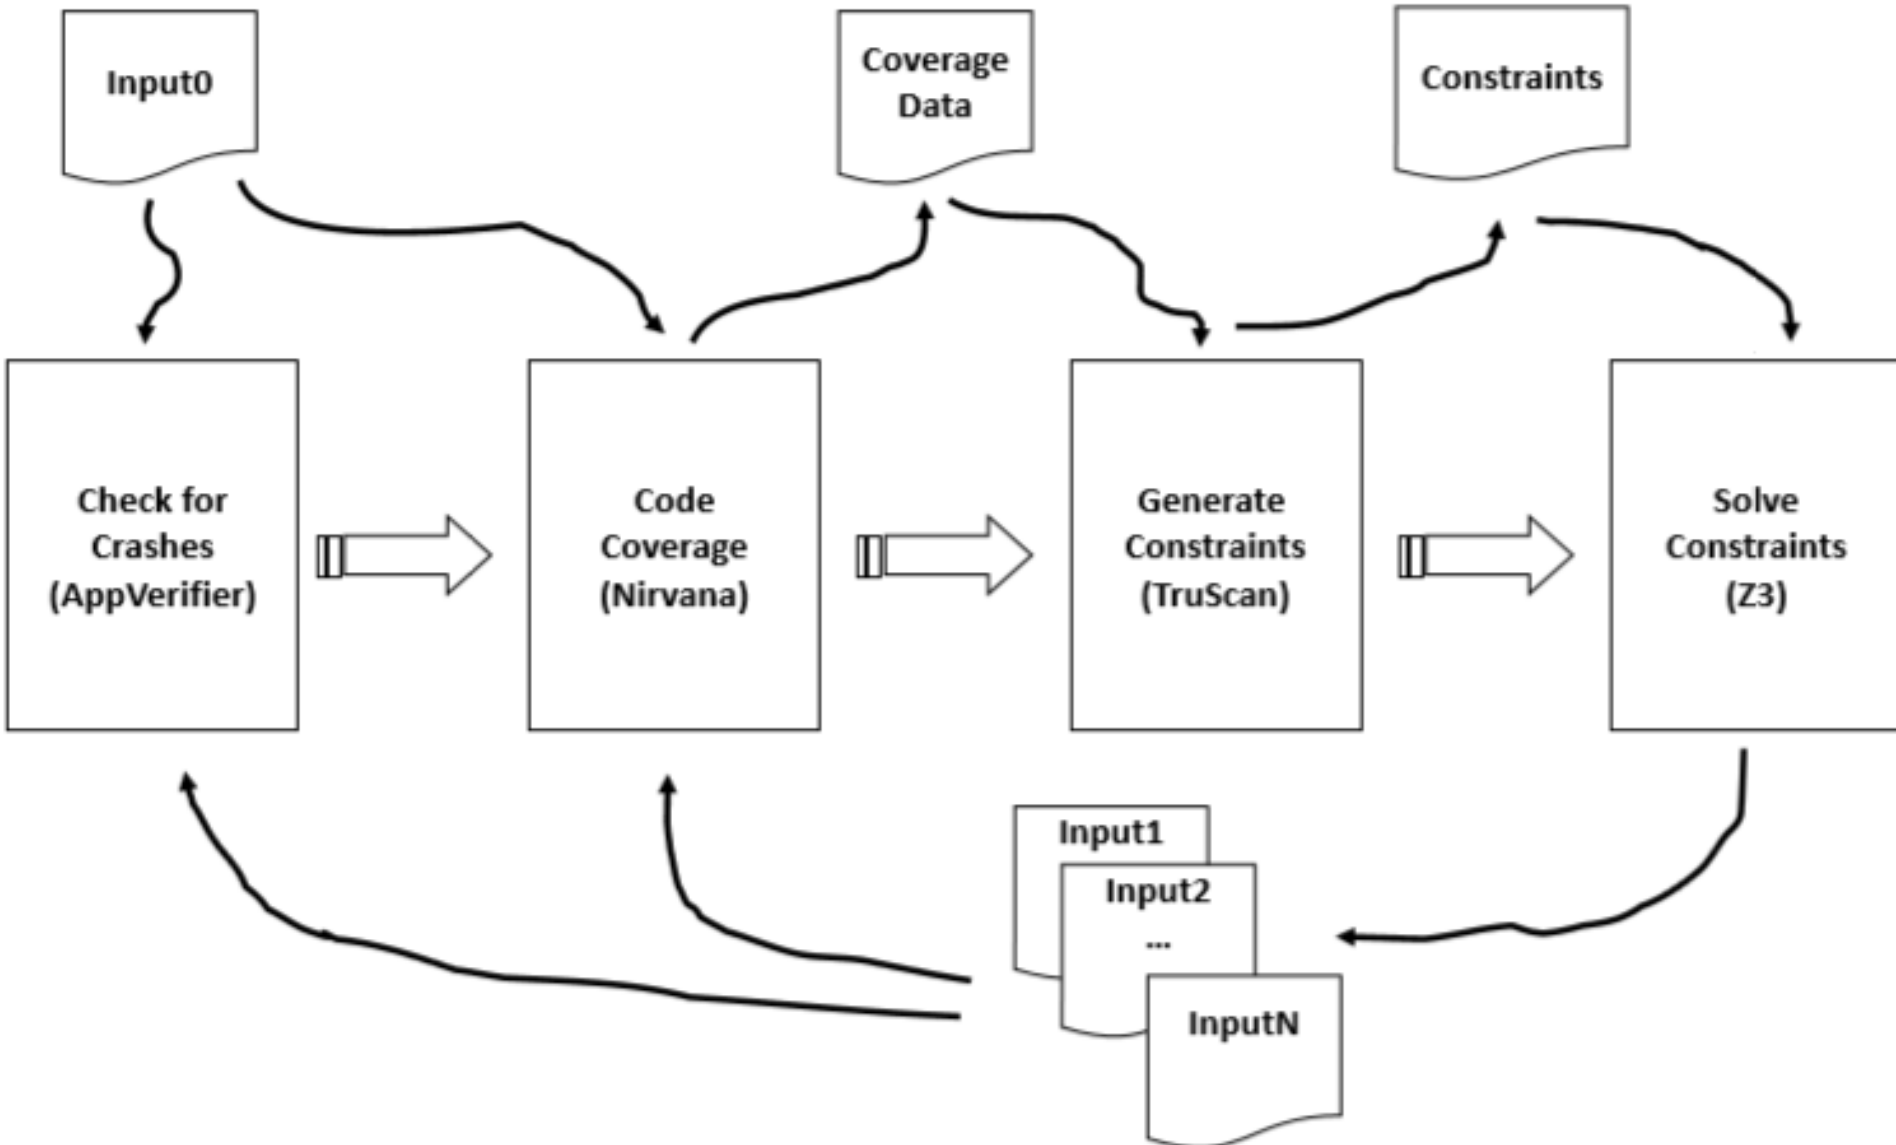 Input0
Coverage
Data
Constraints
Check for
Crashes
(AppVerifier)
Code
Coverage
(Nirvana)
Generate
Constraints
(TruScan)
Solve
Constraints
(Z3)
Input1
Input2
...
InputN